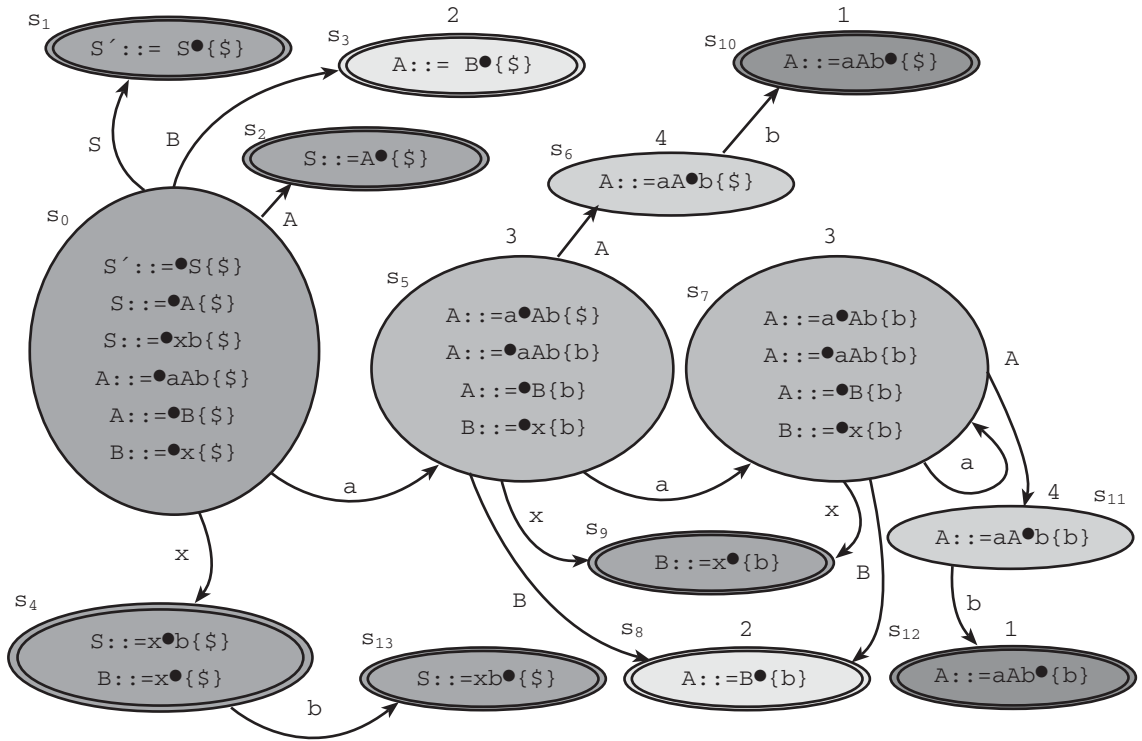 s1
S´::= S●{$}
S
s3
2
A::= B●{$}
B
s2
S::=A●{$}
A
s10
1
A::=aAb●{$}
b
s6
4
A::=aA●b{$}
A
s0
S´::=●S{$}
S::=●A{$}
S::=●xb{$}
A::=●aAb{$}
A::=●B{$}
B::=●x{$}
a
x
s5
3
A::=a●Ab{$}
A::=●aAb{b}
A::=●B{b}
B::=●x{b}
a
x
B
s7
3
A::=a●Ab{b}
A::=●aAb{b}
A::=●B{b}
B::=●x{b}
a
A
x
B
s9
B::=x●{b}
4
s11
A::=aA●b{b}
b
s4
S::=x●b{$}
B::=x●{$}
b
s13
S::=xb●{$}
s8
2
A::=B●{b}
s12
1
A::=aAb●{b}